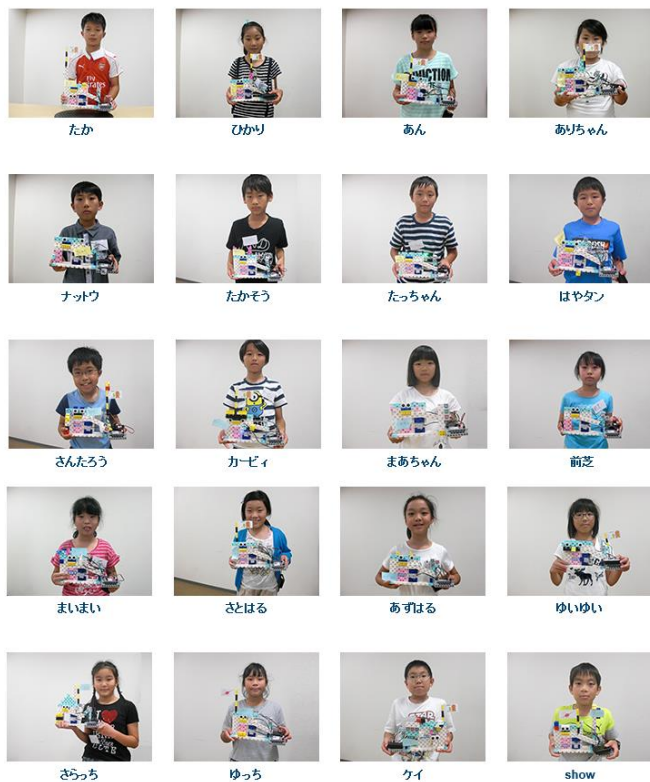 たか
ひかり
あん
ありちゃん
ナットウ
たかそう
たっちゃん
はやタン
さんたろう
カービィ
まあちゃん
前芝
まいまい
さとはる
あずはる
ゆいゆい
さらっち
ゆっち
ケイ
show